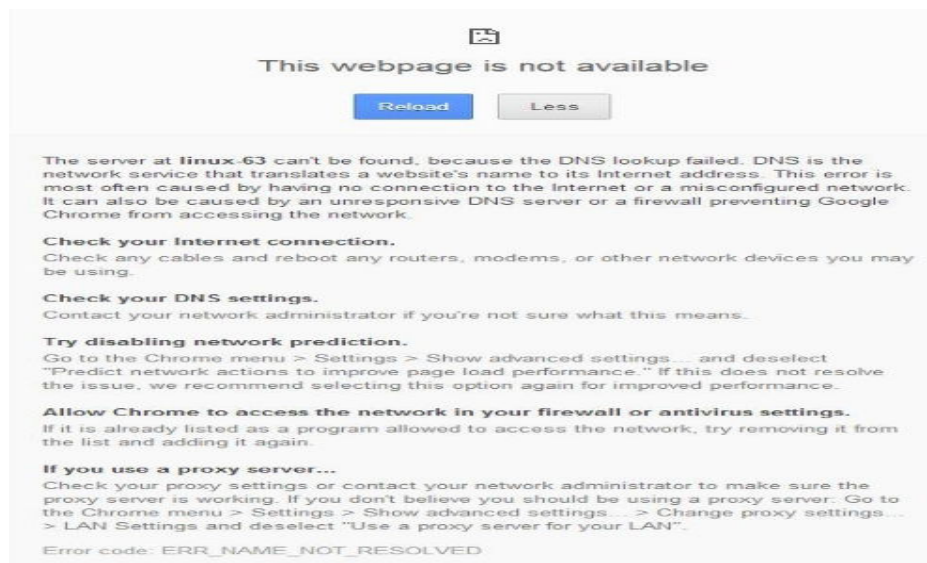 This webpage is not available
Reload Less
The server at linux-63 can't be found, because the DNS lookup failed. DNS is the
network service that translates a website's name to its Internet address. This error is
most often caused by having no connection to the Internet or a misconfigured network.
It can also be caused by an unresponsive DNS server or a firewall preventing Google
Chrome from accessing the network.
Check your Internet connection.
Check any cables and reboot any routers, modems, or other network devices you may
be using.
Check your DNS settings.
Contact your network administrator if you're not sure what this means.
Try disabling network prediction.
Go to the Chrome menu > Settings > Show advanced settings... and deselect
"Predict network actions to improve page load performance." If this does not resolve
the issue, we recommend selecting this option again for improved performance.
Allow Chrome to access the network in your firewall or antivirus settings.
If it is already listed as a program allowed to access the network, try removing it from
the list and adding it again.
If you use a proxy server...
Check your proxy settings or contact your network administrator to make sure the
proxy server is working. If you don't believe you should be using a proxy server: Go to
the Chrome menu > Settings > Show advanced settings... > Change proxy settings...
> LAN Settings and deselect "Use a proxy server for your LAN".
Error code: ERR_NAME_NOT_RESOLVED